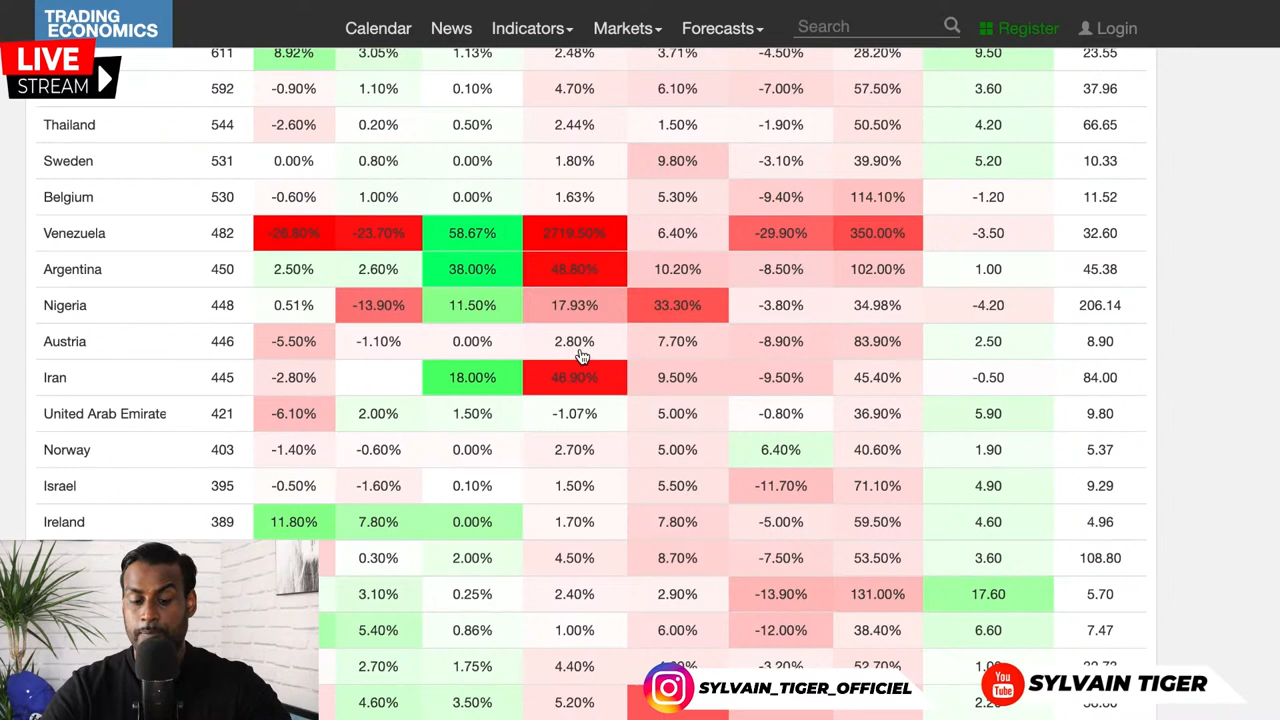 TRADING ECONOMICS
Calendar News Indicators Markets Forecasts Search Register Login
LIVE
STREAM
611 8.92% 3.05% 1.13% 2.48% 3.71% -4.50% 28.20% 9.50 23.55
592 -0.90% 1.10% 0.10% 4.70% 6.10% -7.00% 57.50% 3.60 37.96
Thailand 544 -2.60% 0.20% 0.50% 2.44% 1.50% -1.90% 50.50% 4.20 66.65
Sweden 531 0.00% 0.80% 0.00% 1.80% 9.80% -3.10% 39.90% 5.20 10.33
Belgium 530 -0.60% 1.00% 0.00% 1.63% 5.30% -9.40% 114.10% -1.20 11.52
Venezuela 482 -26.80% -23.70% 58.67% 2719.50% 6.40% -29.90% 350.00% -3.50 32.60
Argentina 450 2.50% 2.60% 38.00% 48.80% 10.20% -8.50% 102.00% 1.00 45.38
Nigeria 448 0.51% -13.90% 11.50% 17.93% 33.30% -3.80% 34.98% -4.20 206.14
Austria 446 -5.50% -1.10% 0.00% 2.80% 7.70% -8.90% 83.90% 2.50 8.90
Iran 445 -2.80% 18.00% 46.90% 9.50% -9.50% 45.40% -0.50 84.00
United Arab Emirate 421 -6.10% 2.00% 1.50% -1.07% 5.00% -0.80% 36.90% 5.90 9.80
Norway 403 -1.40% -0.60% 0.00% 2.70% 5.00% 6.40% 40.60% 1.90 5.37
Israel 395 -0.50% -1.60% 0.10% 1.50% 5.50% -11.70% 71.10% 4.90 9.29
Ireland 389 11.80% 7.80% 0.00% 1.70% 7.80% -5.00% 59.50% 4.60 4.96
0.30% 2.00% 4.50% 8.70% -7.50% 53.50% 3.60 108.80
3.10% 0.25% 2.40% 2.90% -13.90% 131.00% 17.60 5.70
5.40% 0.86% 1.00% 6.00% -12.00% 38.40% 6.60 7.47
2.70% 1.75% 4.40% -3.20% 52.70%
4.60% 3.50% 5.20%
SYLVAIN_TIGER_OFFICIEL
You Tube SYLVAIN TIGER